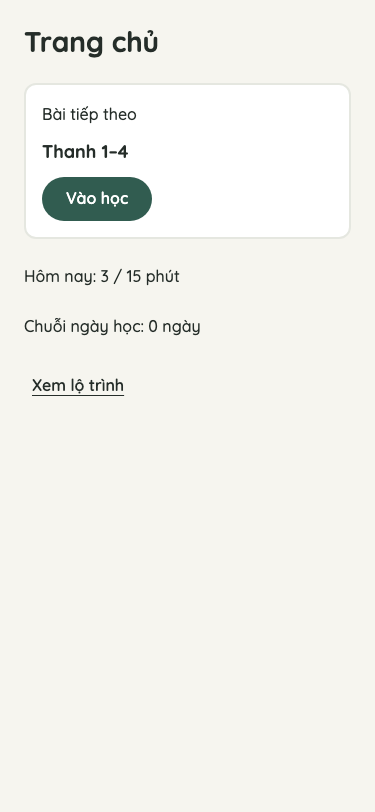 Trang chủ
Bài tiếp theo
Thanh 1–4
Vào học
Hôm nay: 3 / 15 phút
Chuỗi ngày học: 0 ngày
Xem lộ trình